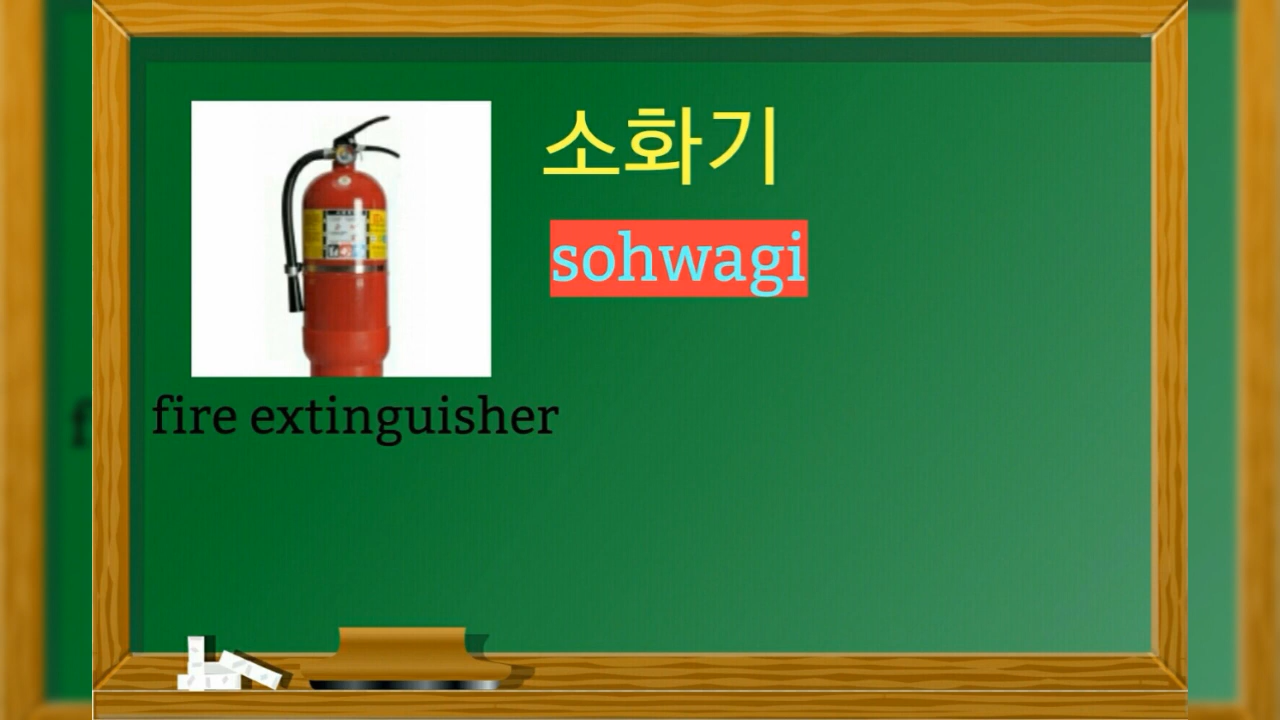 소화기
sohwagi
fire extinguisher